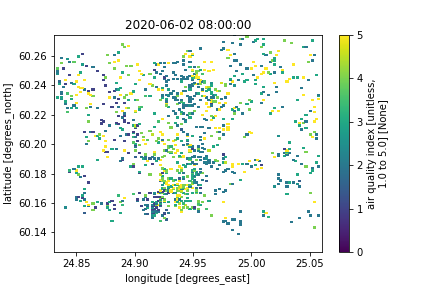 2020-06-02 08:00:00
60.26
60.24
60.22
60.20
60.18
60.16
60.14
latitude [degrees_north]
24.85 24.90 24.95 25.00 25.05
longitude [degrees_east]
5
4
3
2
1
0
air quality index [unitless,
1.0 to 5.0] [None]